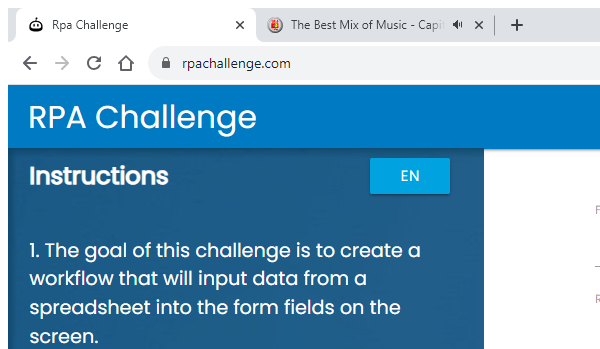 Rpa Challenge
The Best Mix of Music - Capi
rpachallenge.com
RPA Challenge
Instructions
EN
1. The goal of this challenge is to create a
workflow that will input data from a
spreadsheet into the form fields on the
screen.
F
R